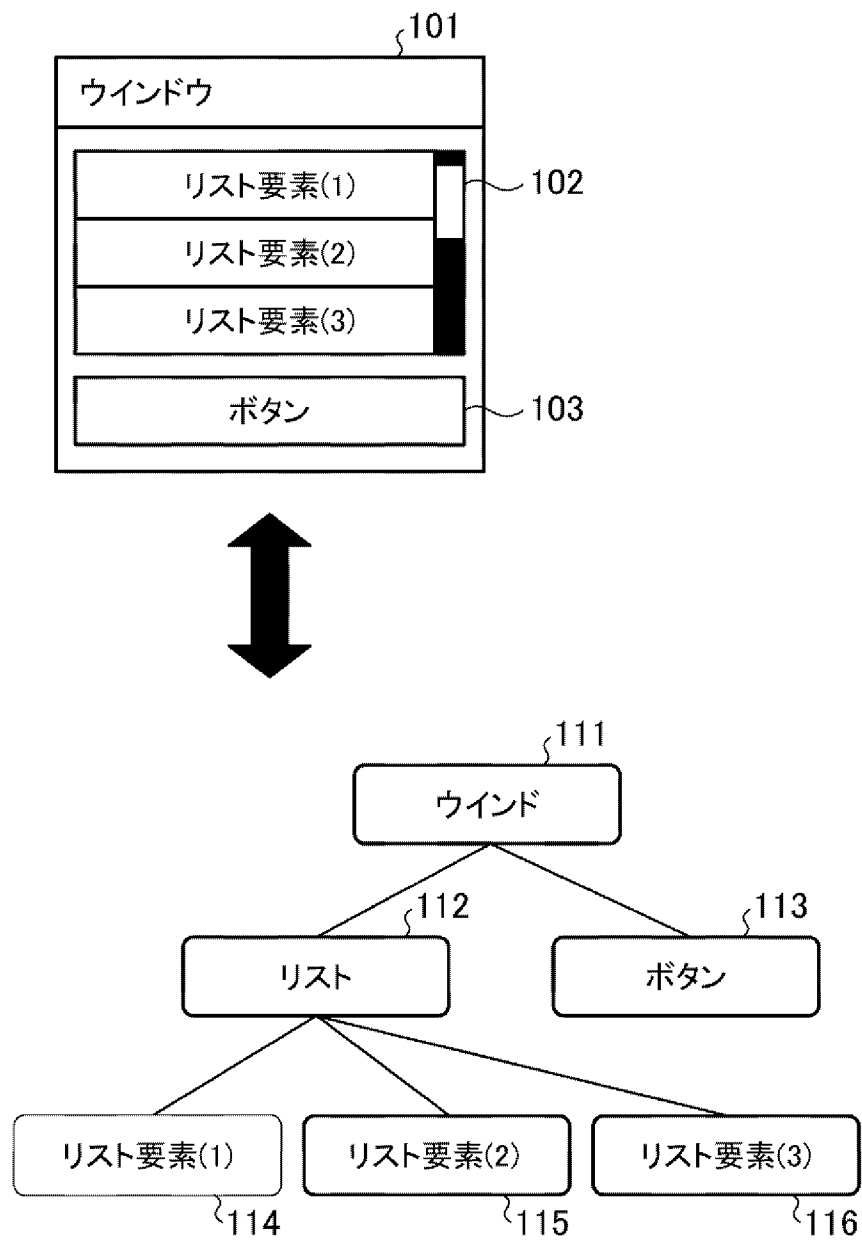 101
ウインドウ
リスト要素(1)
102
リスト要素(2)
リスト要素(3)
ボタン
103
111
ウインド
112
113
リスト
ボタン
リスト要素(1)
リスト要素(2)
リスト要素(3)
114
115
116